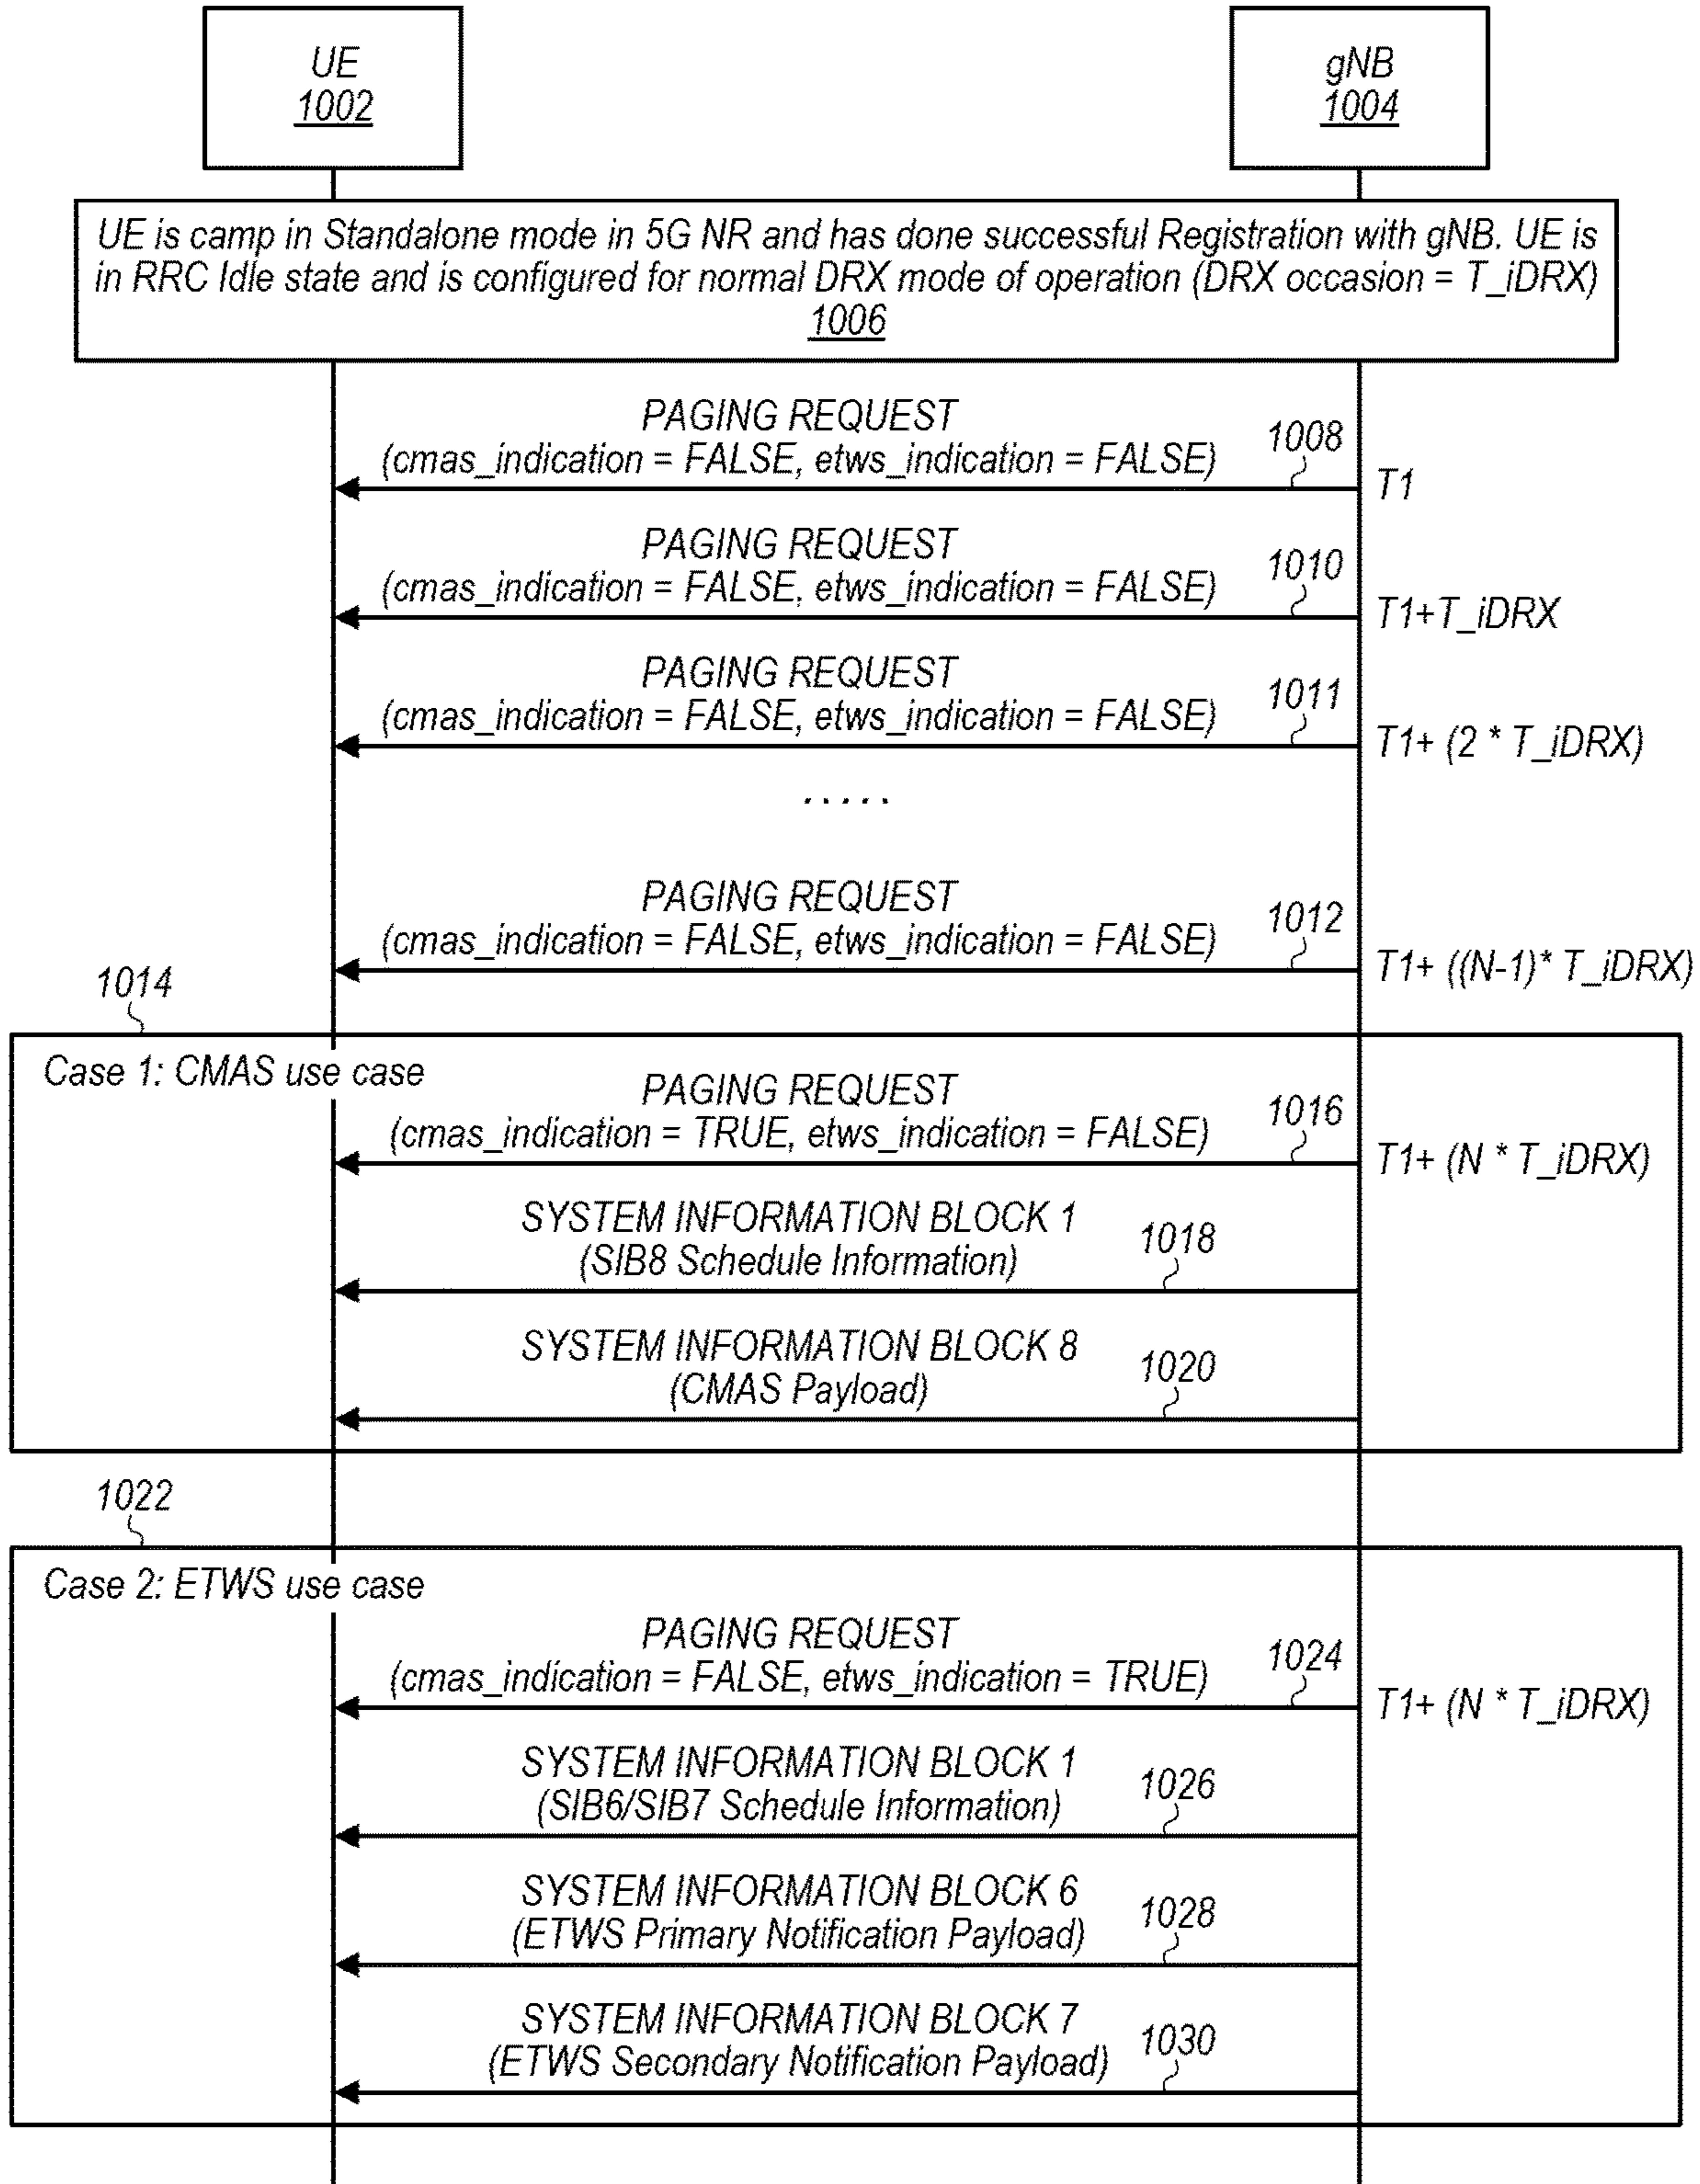 UE
1002
gNB
1004
UE is camp in Standalone mode in 5G NR and has done successful Registration with gNB. UE is
in RRC Idle state and is configured for normal DRX mode of operation (DRX occasion = T_iDRX)
1006
PAGING REQUEST
(cmas_indication = FALSE, etws_indication = FALSE)
1008
T1
PAGING REQUEST
(cmas_indication = FALSE, etws_indication = FALSE)
1010
T1+T_iDRX
PAGING REQUEST
(cmas_indication = FALSE, etws_indication = FALSE)
1011
T1+ (2 * T_iDRX)
. . . . .
PAGING REQUEST
(cmas_indication = FALSE, etws_indication = FALSE)
1012
T1+ ((N-1)* T_iDRX)
1014
Case 1: CMAS use case
PAGING REQUEST
(cmas_indication = TRUE, etws_indication = FALSE)
1016
T1+ (N * T_iDRX)
SYSTEM INFORMATION BLOCK 1
(SIB8 Schedule Information)
1018
SYSTEM INFORMATION BLOCK 8
(CMAS Payload)
1020
1022
Case 2: ETWS use case
PAGING REQUEST
(cmas_indication = FALSE, etws_indication = TRUE)
1024
T1+ (N * T_iDRX)
SYSTEM INFORMATION BLOCK 1
(SIB6/SIB7 Schedule Information)
1026
SYSTEM INFORMATION BLOCK 6
(ETWS Primary Notification Payload)
1028
SYSTEM INFORMATION BLOCK 7
(ETWS Secondary Notification Payload)
1030